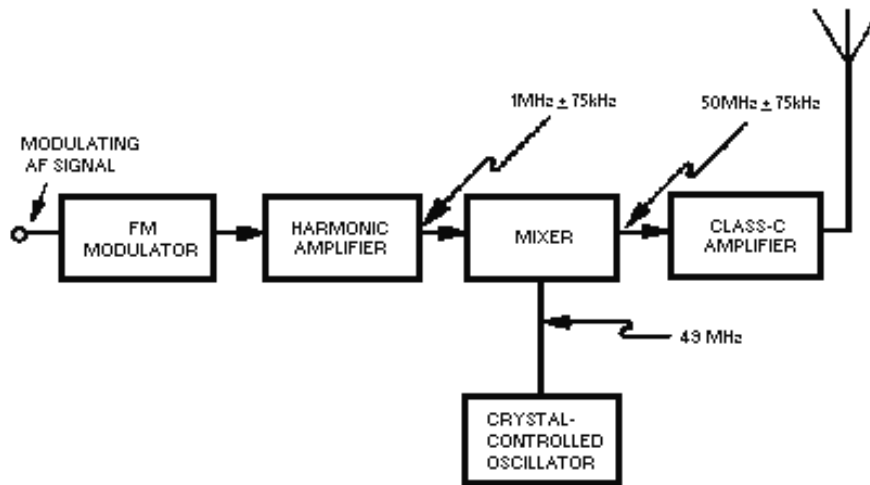 1MHz ± 75kHz
50MHz ± 75kHz
MODULATING
AF SIGNAL
FM
MODULATOR
HARMONIC
AMPLIFIER
MIXER
CLASS-C
AMPLIFIER
49 MHz
CRYSTAL-
CONTROLLED
OSCILLATOR